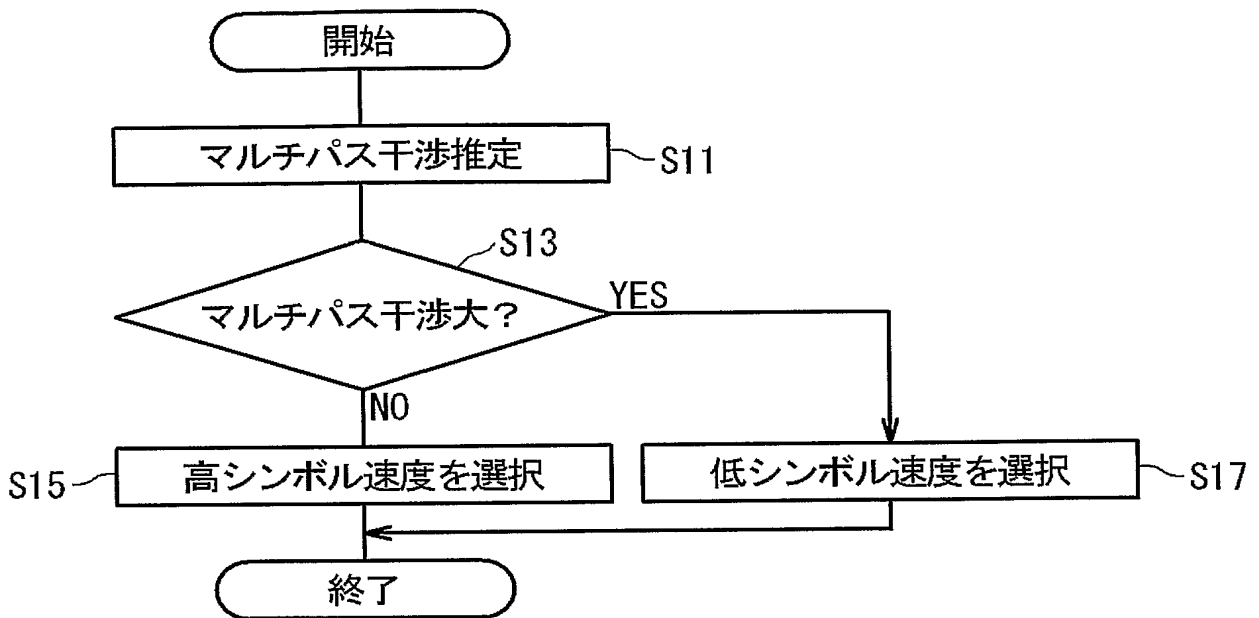 開始
マルチパス干渉推定
S11
S13
マルチパス干渉大？
YES
NO
S15
高シンボル速度を選択
低シンボル速度を選択
S17
終了